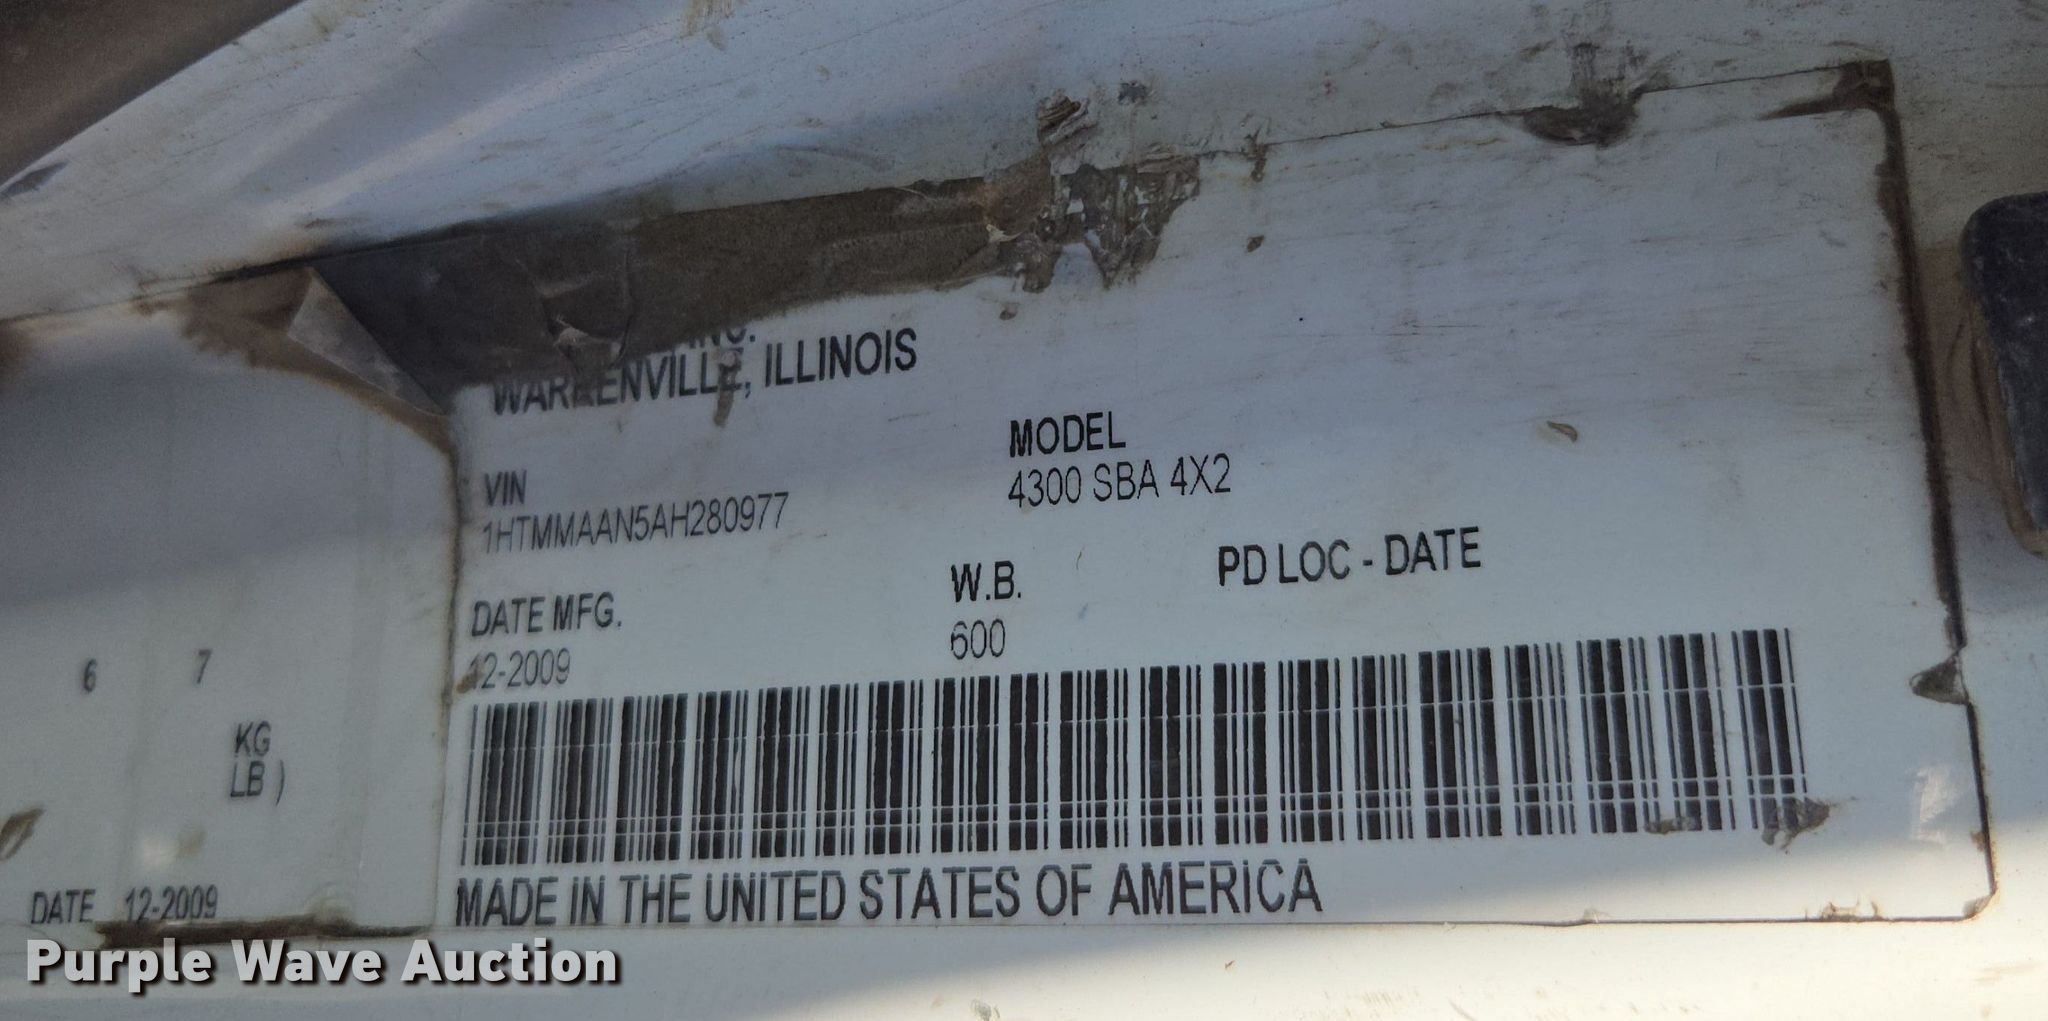 INC.
WARRENVILLE, ILLINOIS
MODEL
4300 SBA 4X2
VIN
1HTMMAAN5AH280977
W.B.
600
PD LOC - DATE
DATE MFG.
12-2009
MADE IN THE UNITED STATES OF AMERICA
6 7
KG
LB )
DATE 12-2009
Purple Wave Auction